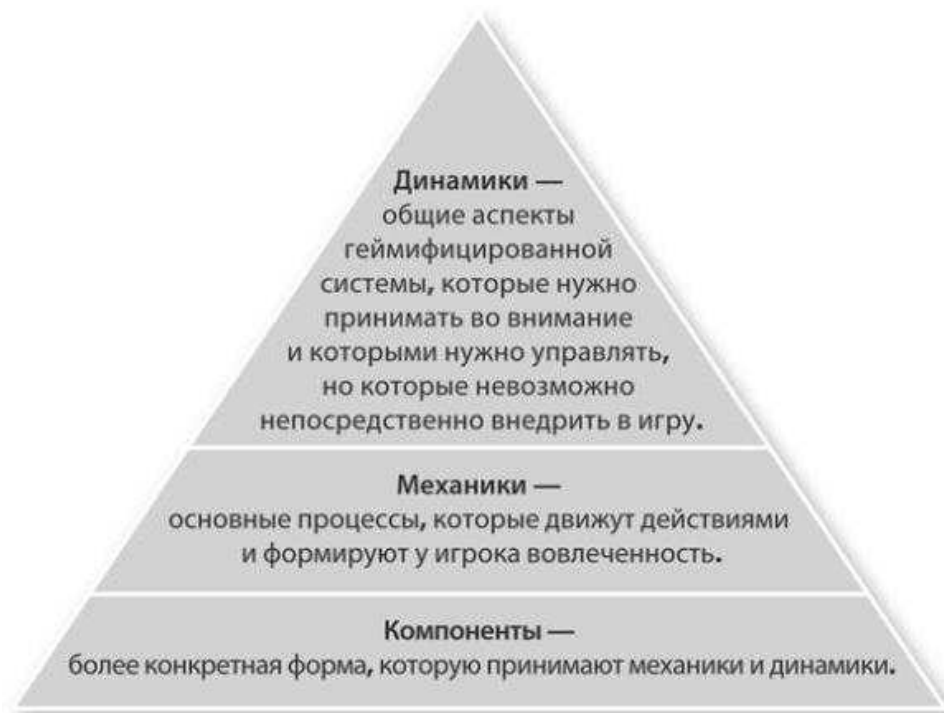 Динамики —
общие аспекты
геймифицированной
системы, которые нужно
принимать во внимание
и которыми нужно управлять,
но которые невозможно
непосредственно внедрить в игру.
Механики —
основные процессы, которые движут действиями
и формируют у игрока вовлеченность.
Компоненты —
более конкретная форма, которую принимают механики и динамики.